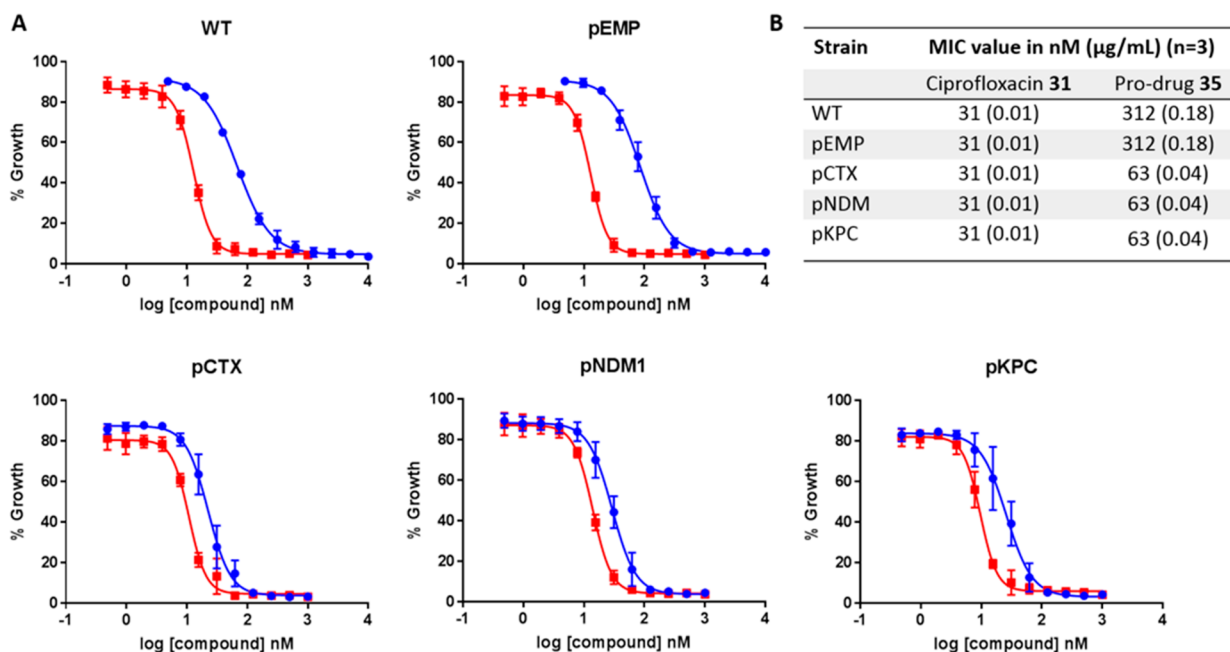 A
WT
% Growth
100
80
60
40
20
0
-1 0 1 2 3 4
log [compound] nM
pEMP
% Growth
100
80
60
40
20
0
-1 0 1 2 3 4
log [compound] nM
B
Strain MIC value in nM (µg/mL) (n=3)
Ciprofloxacin 31 Pro-drug 35
WT 31 (0.01) 312 (0.18)
pEMP 31 (0.01) 312 (0.18)
pCTX 31 (0.01) 63 (0.04)
pNDM 31 (0.01) 63 (0.04)
pKPC 31 (0.01) 63 (0.04)
pCTX
% Growth
100
80
60
40
20
0
-1 0 1 2 3 4
log [compound] nM
pNDM1
% Growth
100
80
60
40
20
0
-1 0 1 2 3 4
log [compound] nM
pKPC
% Growth
100
80
60
40
20
0
-1 0 1 2 3 4
log [compound] nM